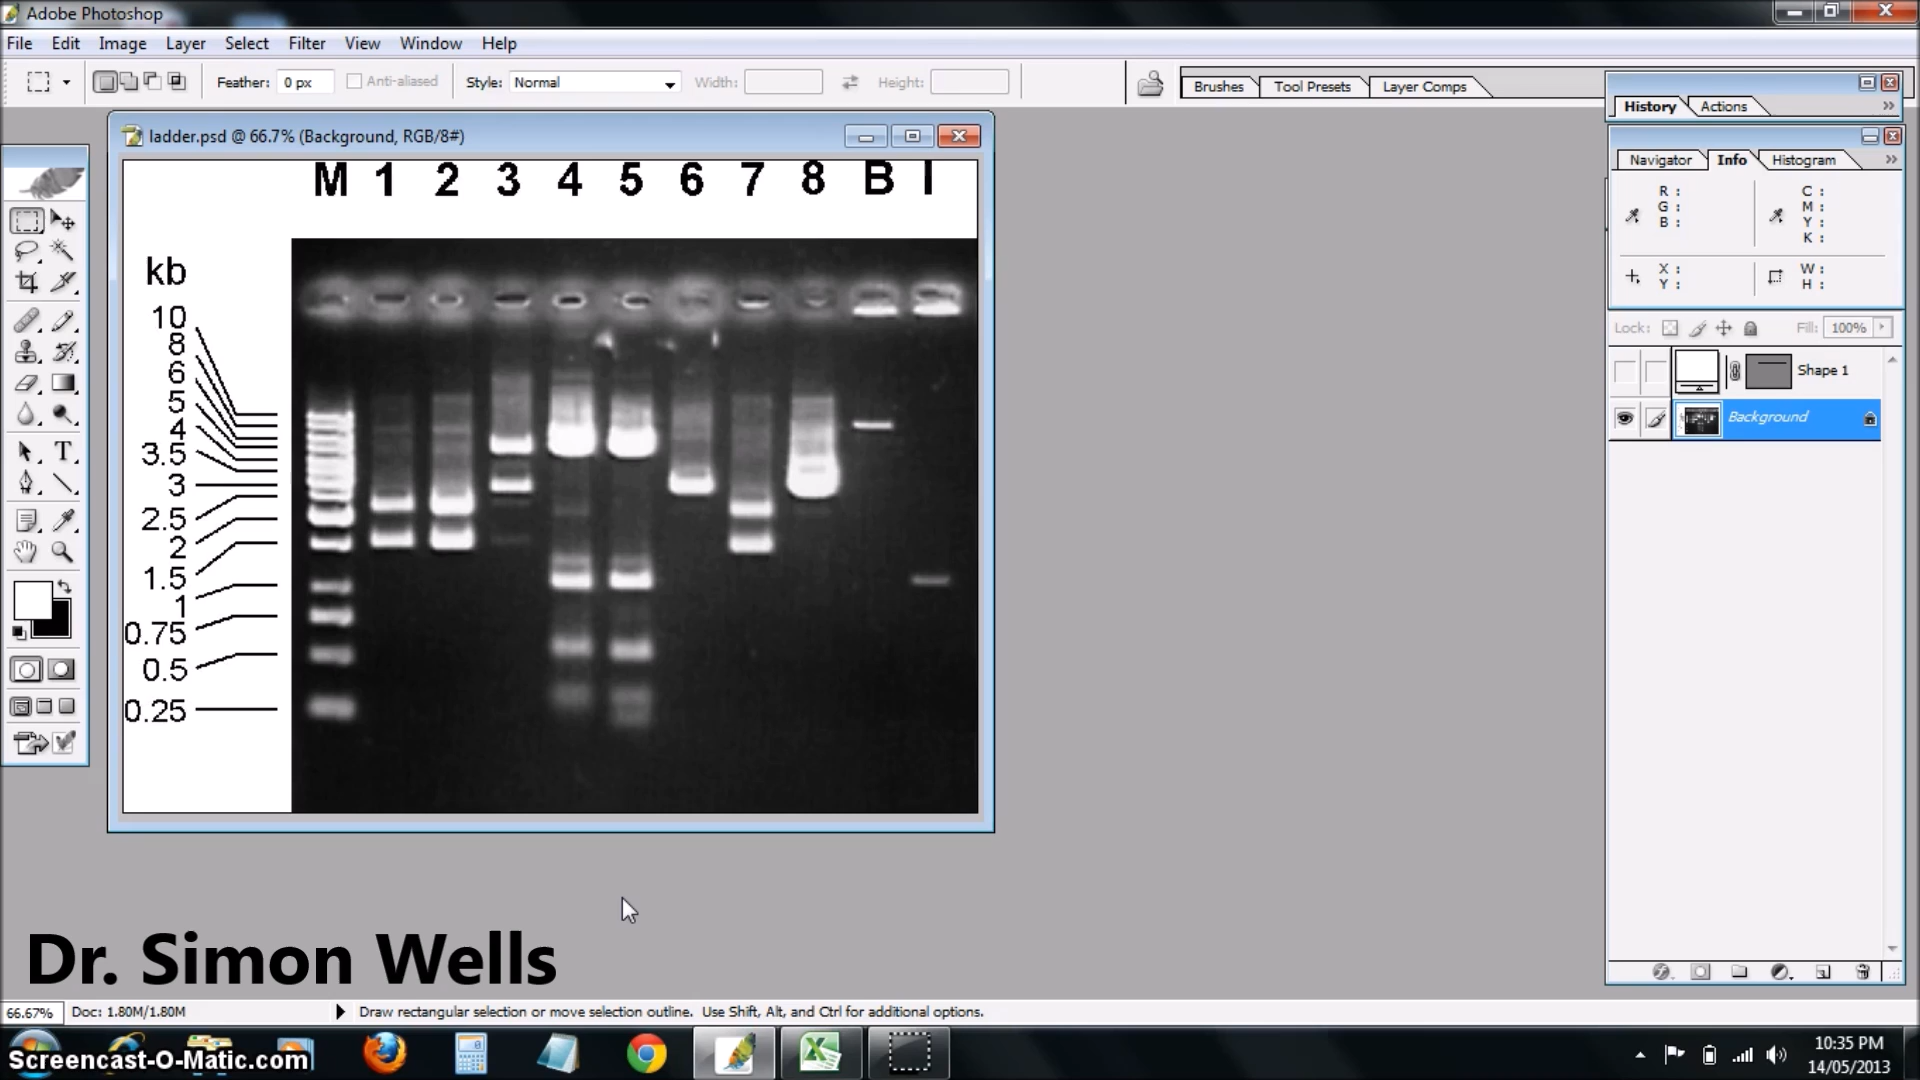 Adobe Photoshop
File Edit Image Layer Select Filter View Window Help
Feather: 0 px Anti-aliased Style: Normal Width: Height: Brushes Tool Presets Layer Comps
History Actions
ladder.psd @ 66.7% (Background, RGB/8#)
Navigator Info Histogram
R : C :
G : M :
B : Y :
K :
X : W :
Y : H :
Lock: Fill: 100%
Shape 1
Background
M 1 2 3 4 5 6 7 8 B I
kb
10
8
6
5
4
3.5
3
2.5
2
1.5
1
0.75
0.5
0.25
T
Dr. Simon Wells
66.67% Doc: 1.80M/1.80M Draw rectangular selection or move selection outline. Use Shift, Alt, and Ctrl for additional options.
Screencast-O-Matic.com
10:35 PM
14/05/2013